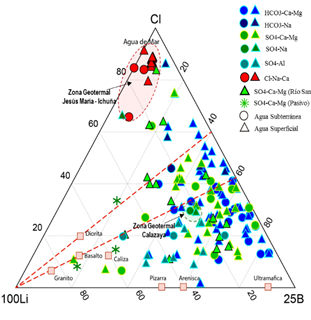 Cl
Agua de Mar
80
20
Zona Geotermal
Jesús María - Ichuña
60
40
40
60
Zona Geotermal
Calazaya
20
80
Diorita
Basalto
Caliza
Granito
Pizarra
Arenisca
Ultramafica
100Li
80
60
40
20
25B
HCO3-Ca-Mg
HCO3-Na
SO4-Ca-Mg
SO4-Na
SO4-Al
Cl-Na-Ca
SO4-Ca-Mg (Rio San
SO4-Ca-Mg (Pasivo)
Agua Subterránea
Agua Superficial